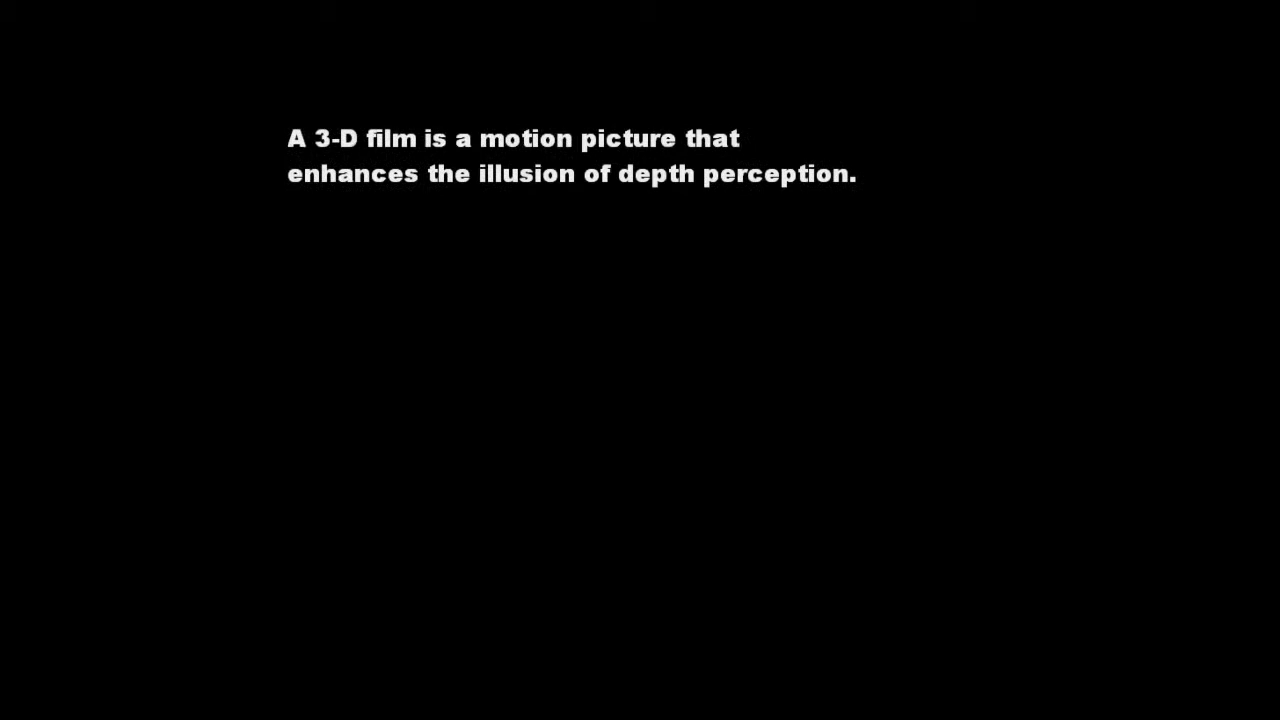 A 3-D film is a motion picture that
enhances the illusion of depth perception.